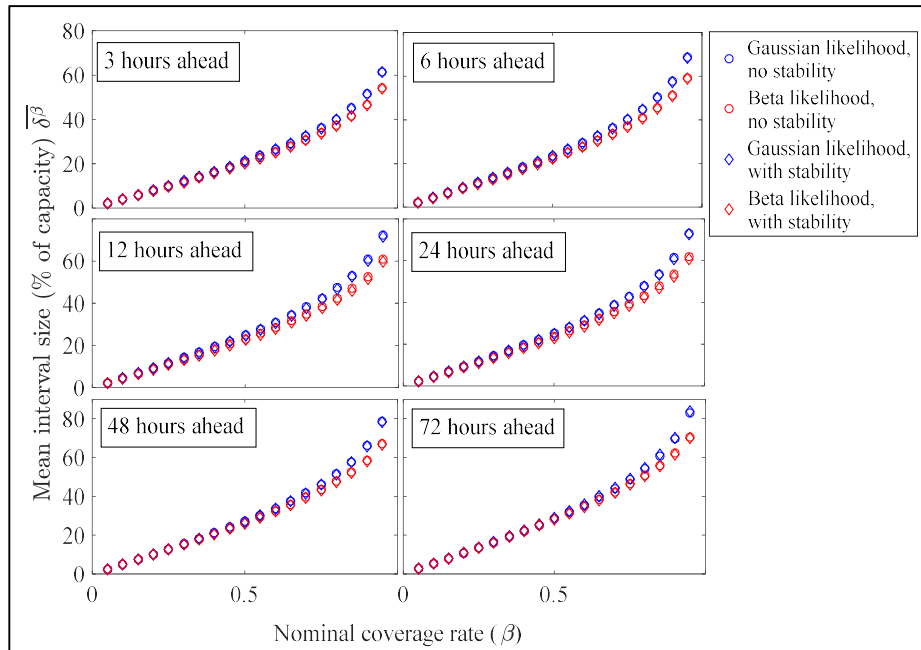 80
60
40
20
0
3 hours ahead
6 hours ahead
Gaussian likelihood,
no stability
Beta likelihood,
no stability
Gaussian likelihood,
with stability
Beta likelihood,
with stability
60
40
20
0
12 hours ahead
24 hours ahead
80
60
40
20
0
48 hours ahead
72 hours ahead
0
0.5
0
0.5
Mean interval size (% of capacity) $\overline{\delta^{\beta}}$
Nominal coverage rate (β)